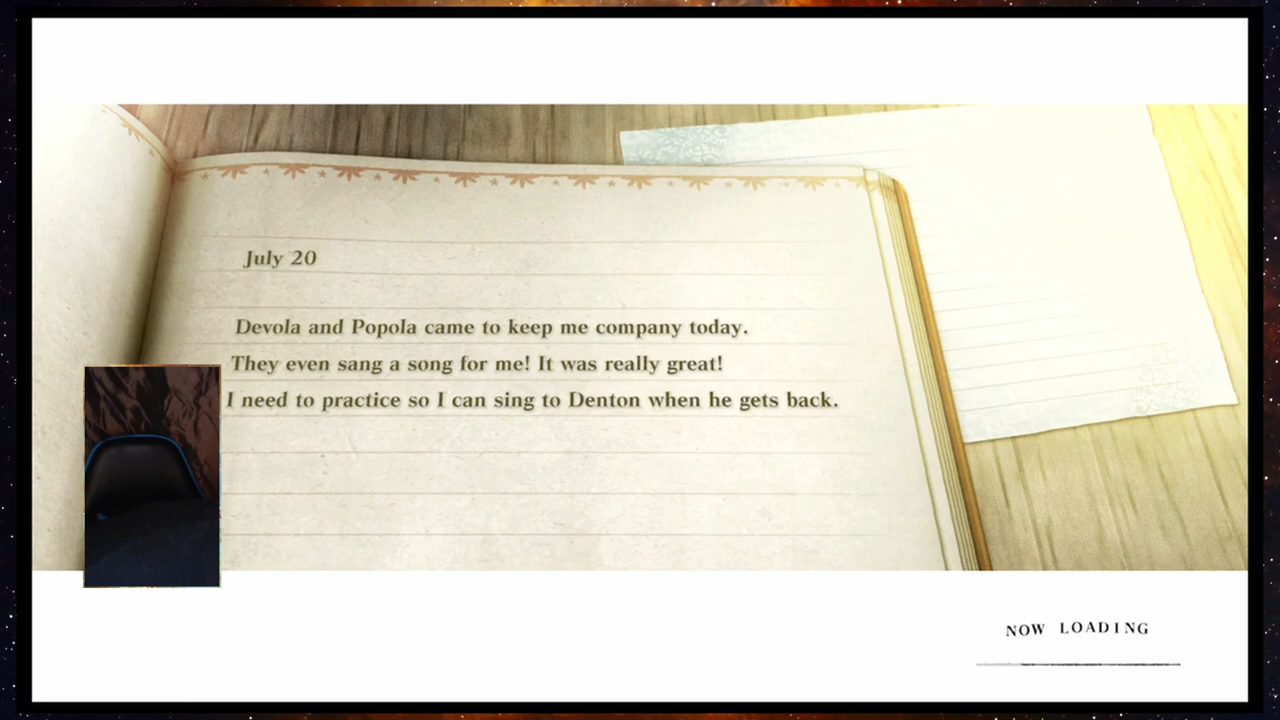 July 20
Devola and Popola came to keep me company today.
They even sang a song for me! It was really great!
I need to practice so I can sing to Denton when he gets back.
NOW LOADING